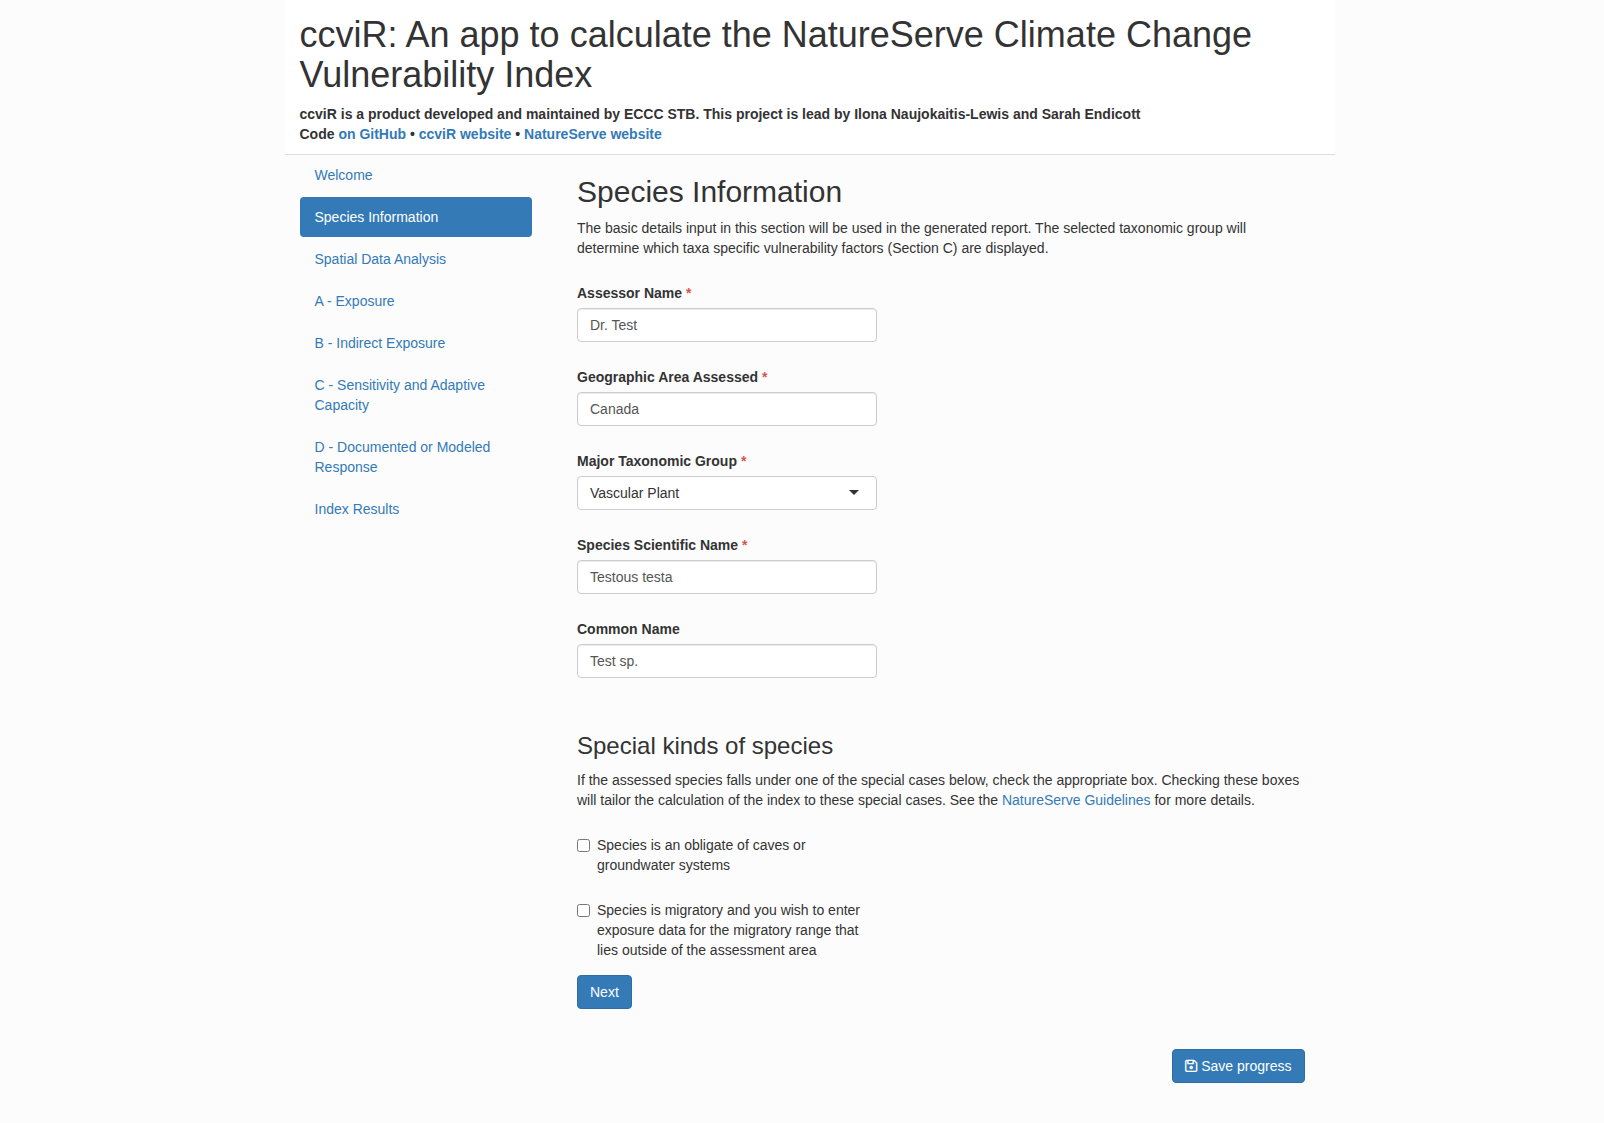 ccviR: An app to calculate the NatureServe Climate Change
Vulnerability Index
ccviR is a product developed and maintained by ECCC STB. This project is lead by Ilona Naujokaitis-Lewis and Sarah Endicott
Code on GitHub • ccviR website • NatureServe website
Welcome
Species Information
Spatial Data Analysis
A - Exposure
B - Indirect Exposure
C - Sensitivity and Adaptive
Capacity
D - Documented or Modeled
Response
Index Results
Species Information
The basic details input in this section will be used in the generated report. The selected taxonomic group will
determine which taxa specific vulnerability factors (Section C) are displayed.
Assessor Name *
Dr. Test
Geographic Area Assessed *
Canada
Major Taxonomic Group *
Vascular Plant
Species Scientific Name *
Testous testa
Common Name
Test sp.
Special kinds of species
If the assessed species falls under one of the special cases below, check the appropriate box. Checking these boxes
will tailor the calculation of the index to these special cases. See the NatureServe Guidelines for more details.
Species is an obligate of caves or
groundwater systems
Species is migratory and you wish to enter
exposure data for the migratory range that
lies outside of the assessment area
Next
Save progress